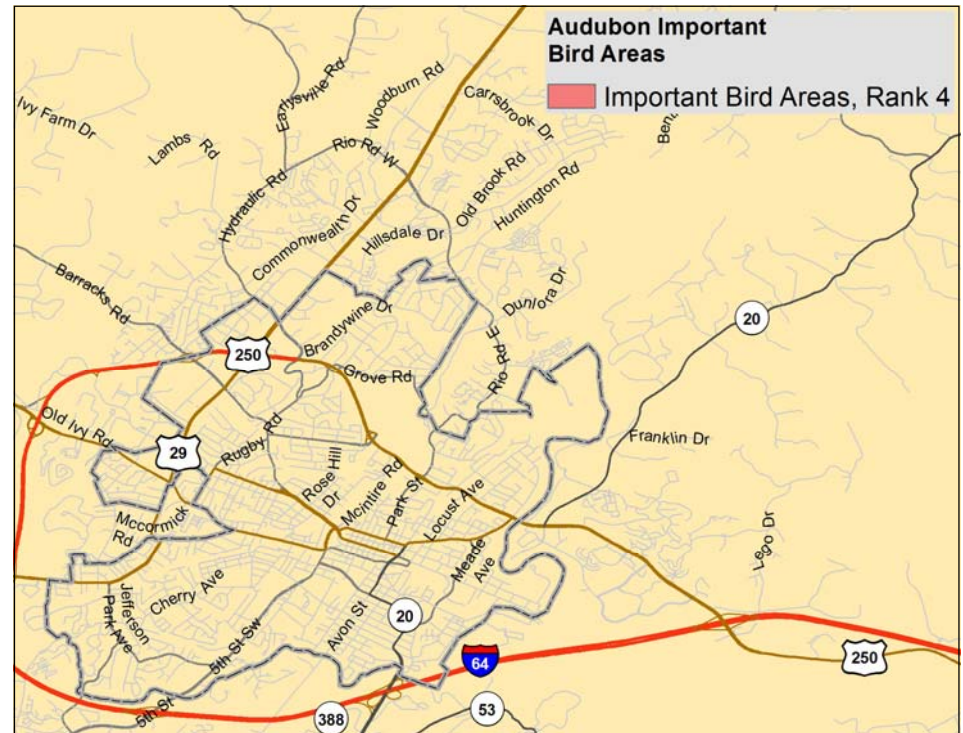 Audubon Important
Bird Areas
Important Bird Areas, Rank 4
Ivy Farm Dr
Lambs Rd
Earlysville Rd
Woodburn Rd
Carrsbrook Dr
Rio Rd W
Old Brook Rd
Huntington Rd
Hydraulic Rd
Commonwealth Dr
Hillsdale Dr
Barracks Rd
Brandywine Dr
Dunlora Dr
20
250
Grove Rd
Rio Rd E
Old Ivy Rd
29
Rugby Rd
Rose Hill
Dr
Mcintire Rd
Park St
Locust Ave
Franklin Dr
Mccormick
Rd
Meade
Ave
Lego Dr
Jefferson
Park Ave
Cherry Ave
5th St Sw
Avon St
20
64
250
5th St
388
53